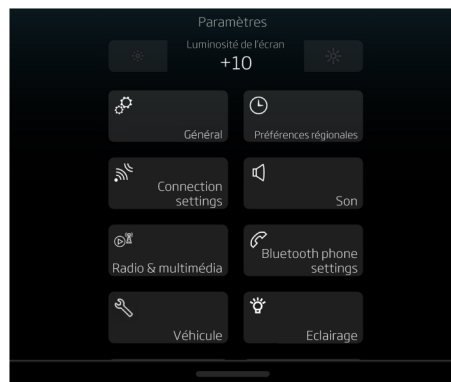 Paramètres
Luminosité de l'écran
+10
Général
Préférences régionales
Connection
settings
Son
Radio & multimédia
Bluetooth phone
settings
Véhicule
Eclairage